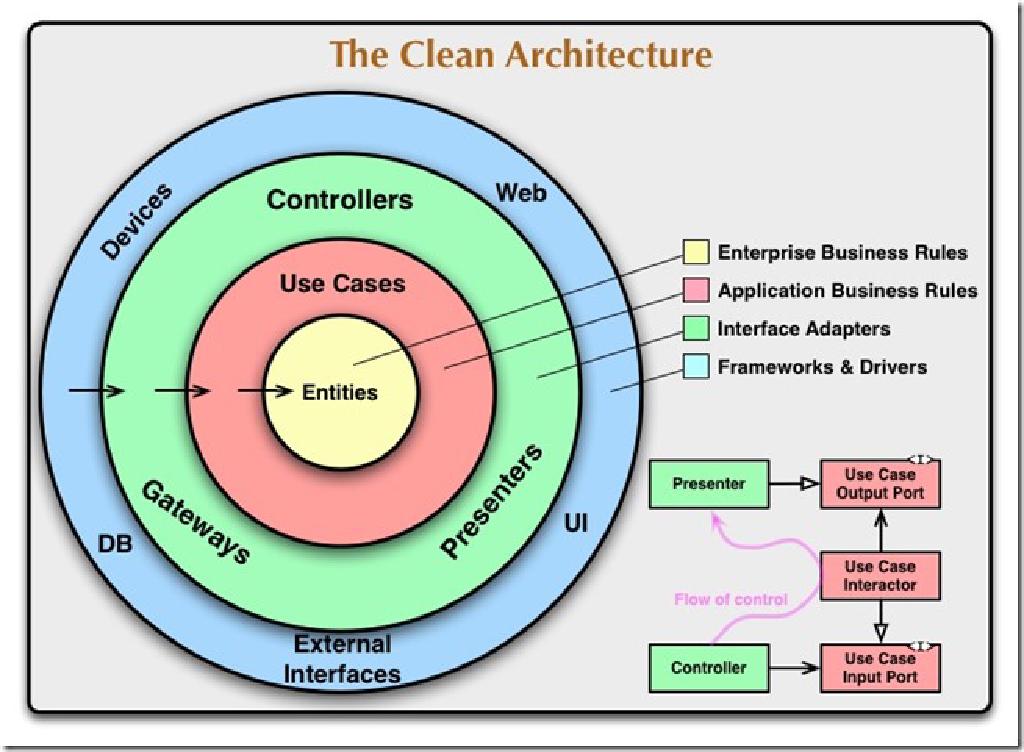 The Clean Architecture
Devices
Controllers
Web
Use Cases
Entities
Gateways
Presenters
DB
UI
External
Interfaces
Enterprise Business Rules
Application Business Rules
Interface Adapters
Frameworks & Drivers
Presenter
<I>
Use Case
Output Port
Use Case
Interactor
Flow of control
Controller
<I>
Use Case
Input Port